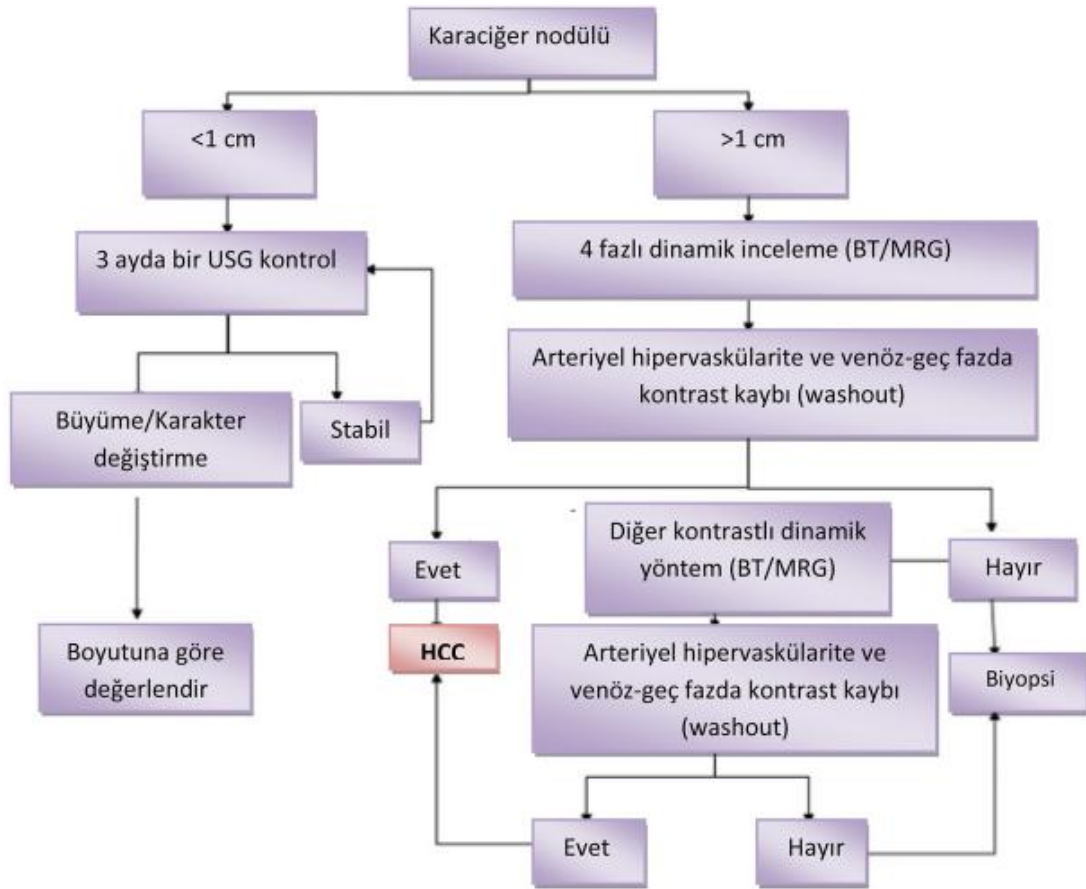 Karaciğer nodülü
<1 cm
>1 cm
3 ayda bir USG kontrol
4 fazlı dinamik inceleme (BT/MRG)
Arteriyel hipervaskülarite ve venöz-geç fazda
kontrast kaybı (washout)
Büyüme/Karakter
değiştirme
Stabil
Evet
Diğer kontrastlı dinamik
yöntem (BT/MRG)
Hayır
Boyutuna göre
değerlendir
HCC
Arteriyel hipervaskülarite ve
venöz-geç fazda kontrast kaybı
(washout)
Biyopsi
Evet
Hayır